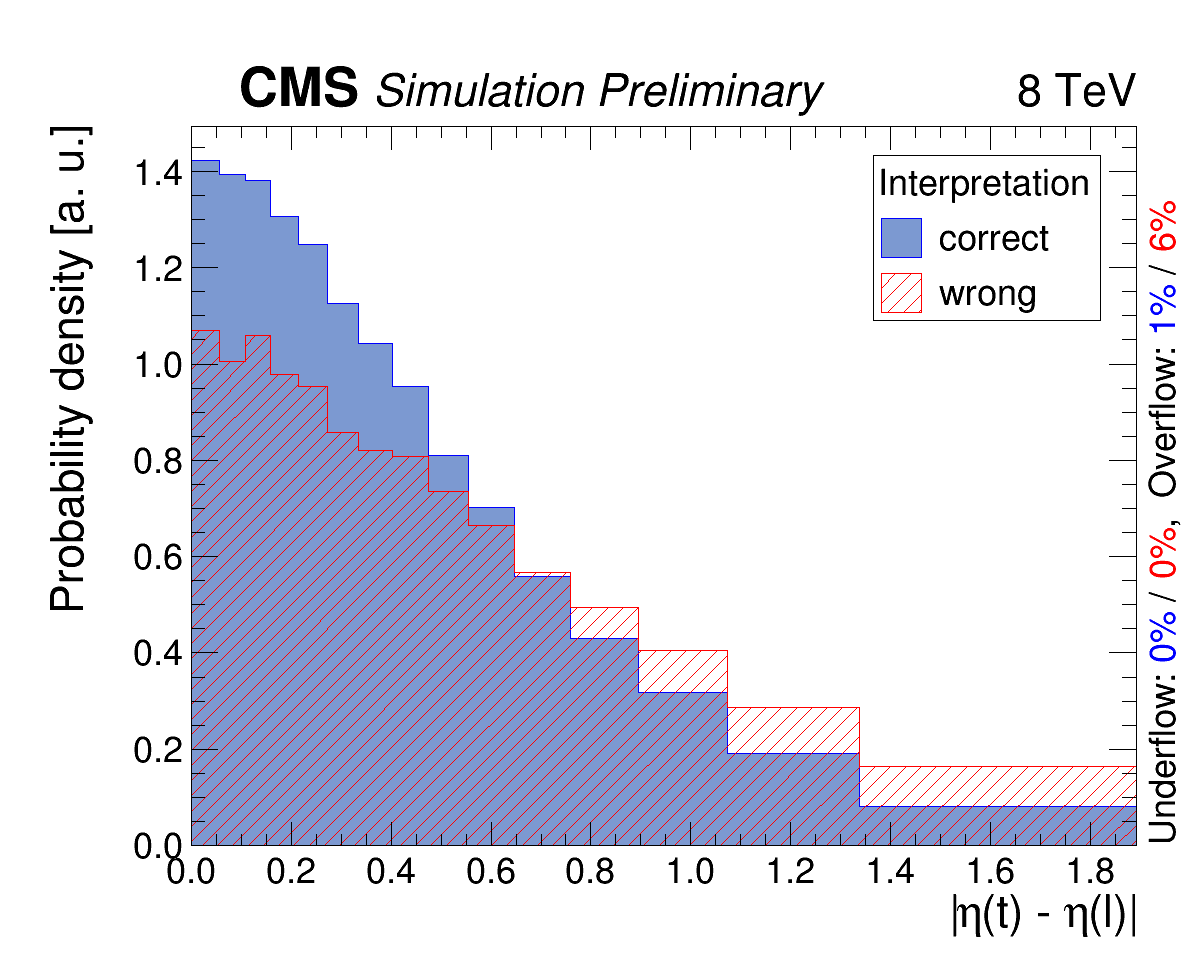 CMS Simulation Preliminary 8 TeV
Probability density [a. u.]
1.4
1.2
1.0
0.8
0.6
0.4
0.2
0.0
Interpretation
correct
wrong
0.0 0.2 0.4 0.6 0.8 1.0 1.2 1.4 1.6 1.8
|η(t) - η(l)|
Underflow: 0% / 0%, Overflow: 1% / 6%